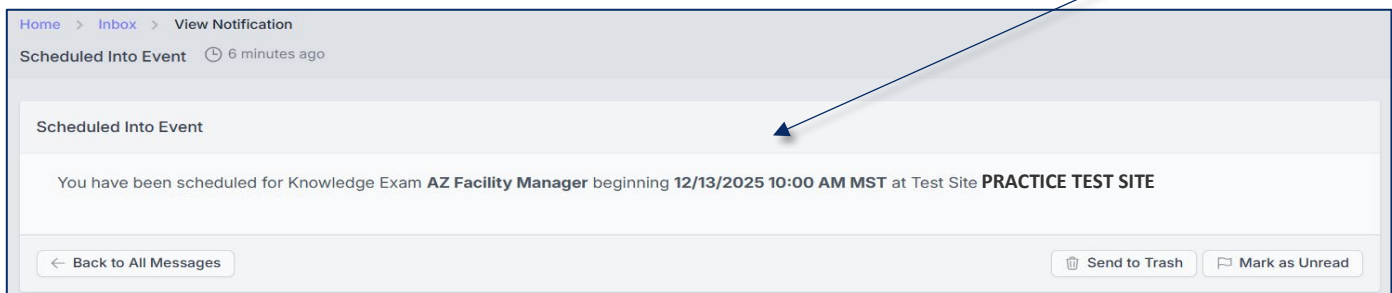 Home > Inbox > View Notification
Scheduled Into Event 6 minutes ago
Scheduled Into Event
You have been scheduled for Knowledge Exam AZ Facility Manager beginning 12/13/2025 10:00 AM MST at Test Site PRACTICE TEST SITE
← Back to All Messages Send to Trash Mark as Unread